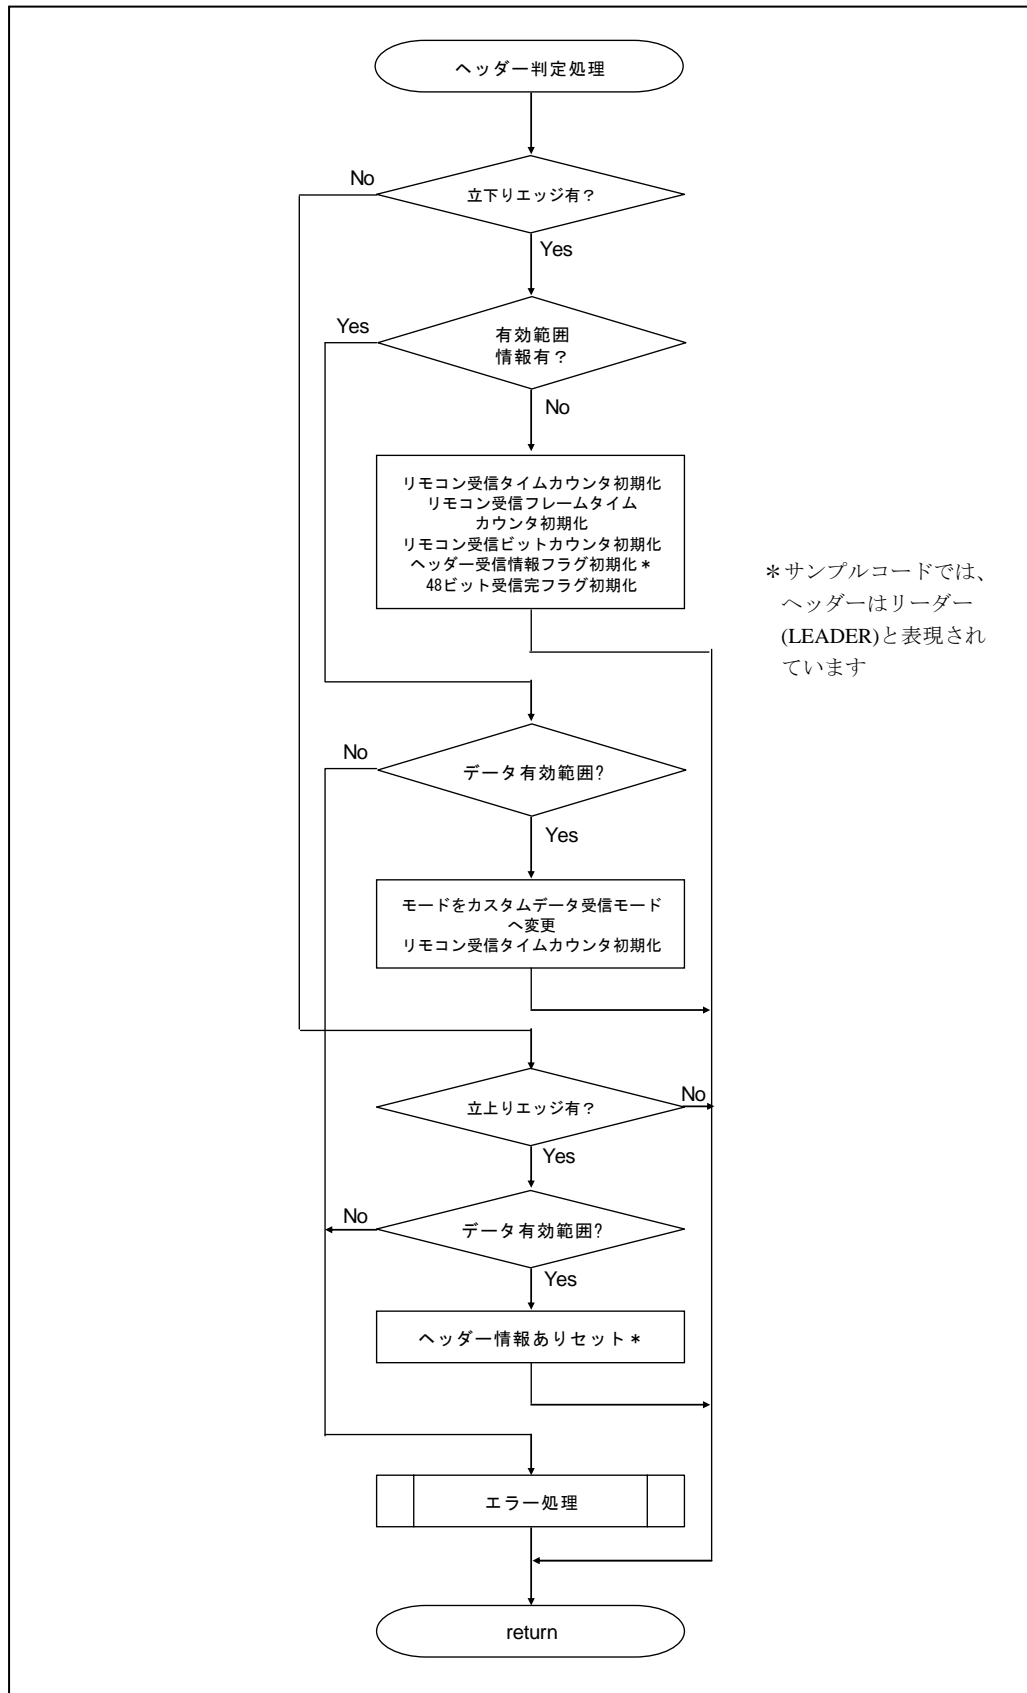 ヘッダー判定処理
No
立下りエッジ有？
Yes
Yes
有効範囲
情報有？
No
リモコン受信タイムカウンタ初期化
リモコン受信フレームタイム
カウンタ初期化
リモコン受信ビットカウンタ初期化
ヘッダー受信情報フラグ初期化＊
48ビット受信完フラグ初期化
＊サンプルコードでは、
ヘッダーはリーダー
(LEADER)と表現され
ています
No
データ有効範囲?
Yes
モードをカスタムデータ受信モード
へ変更
リモコン受信タイムカウンタ初期化
立上りエッジ有？
No
Yes
No
データ有効範囲?
Yes
ヘッダー情報ありセット＊
エラー処理
return